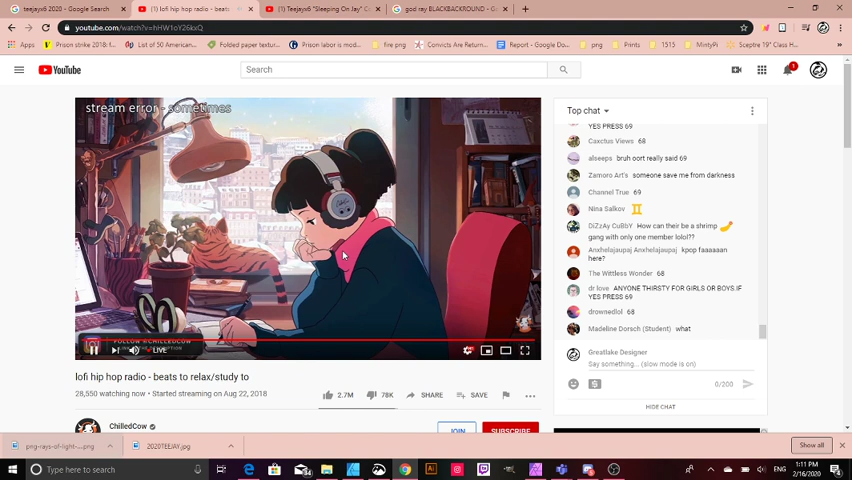 teejayx6 2020 - Google Search
lofi hip hop radio - beats to rel
(1) Teejayx6 "Sleeping On Jay" C
god ray BLACKBACKROUND - G
youtube.com/watch?v=hHW1oY26kxQ
Apps
Prison strike 2018:
List of 50 American...
Folded paper textur...
Prison labor is mod...
fire png
Convicts Are Return...
Report - Google Do...
png
Prints
1515
MintyPi
Sceptre 19" Class H...
YouTube
Search
1
stream error - sometimes
Top chat
YES PRESS 69
Caxctus Views 68
alseeps bruh oort really said 69
Zamoro Art's someone save me from darkness
Channel True 69
Nina Salkov
DiZzAy CuBbY How can their be a shrimp
gang with only one member lolol??
Anxhelajaupaj Anxhelajaupaj kpop faaaaaan
here?
The Wittless Wonder 68
dr love ANYONE THIRSTY FOR GIRLS OR BOYS.IF
YES PRESS 69
drownedlol 68
Madeline Dorsch (Student) what
FOLLOW @CHILLEDCOW
LIVE
Greatlake Designer
Say something... (slow mode is on)
0/200
HIDE CHAT
lofi hip hop radio - beats to relax/study to
28,550 watching now • Started streaming on Aug 22, 2018
2.7M
78K
SHARE
SAVE
ChilledCow
JOIN
SUBSCRIBE
png-rays-of-light-....png
2020TEEJAY.jpg
Show all
Type here to search
ENG
1:11 PM
2/16/2020